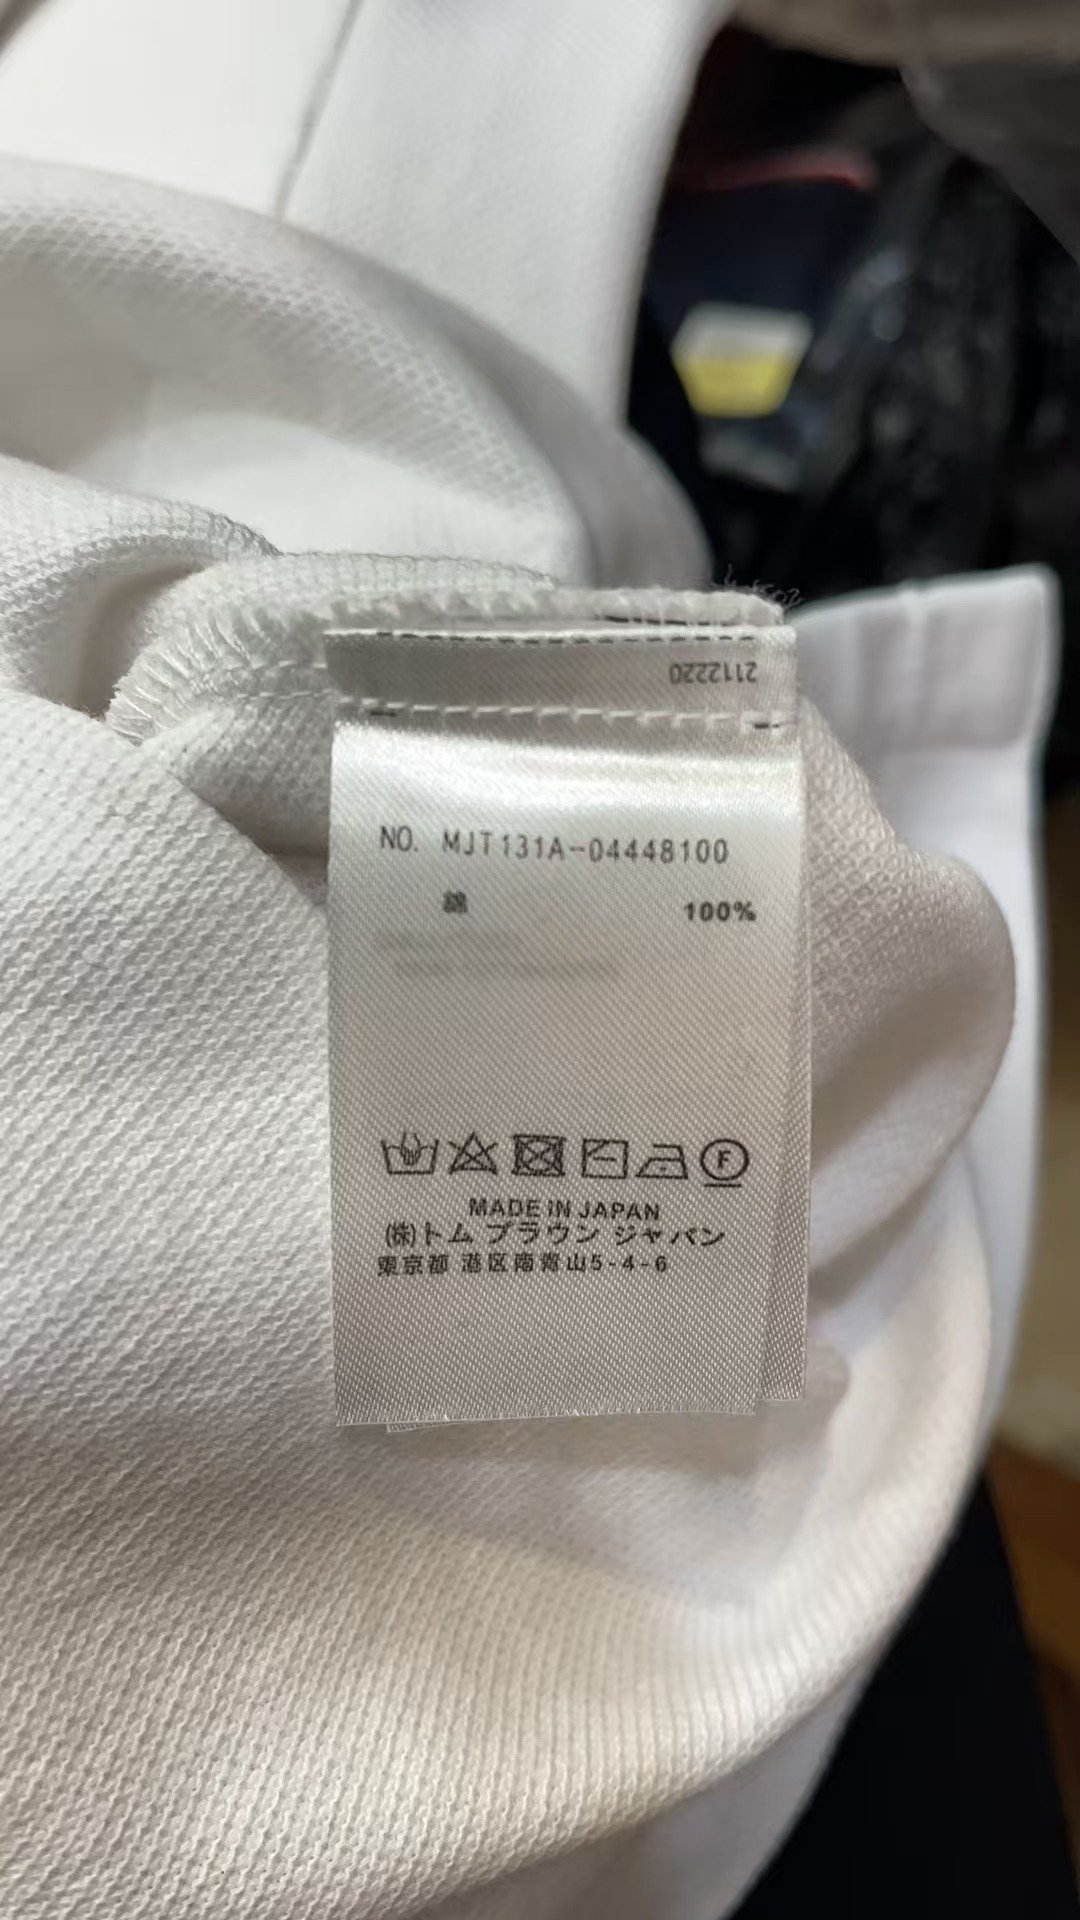 2112220
NO. MJT131A-04448100
綿 100%
F
MADE IN JAPAN
(株)トム ブラウン ジャパン
東京都 港区南青山5-4-6